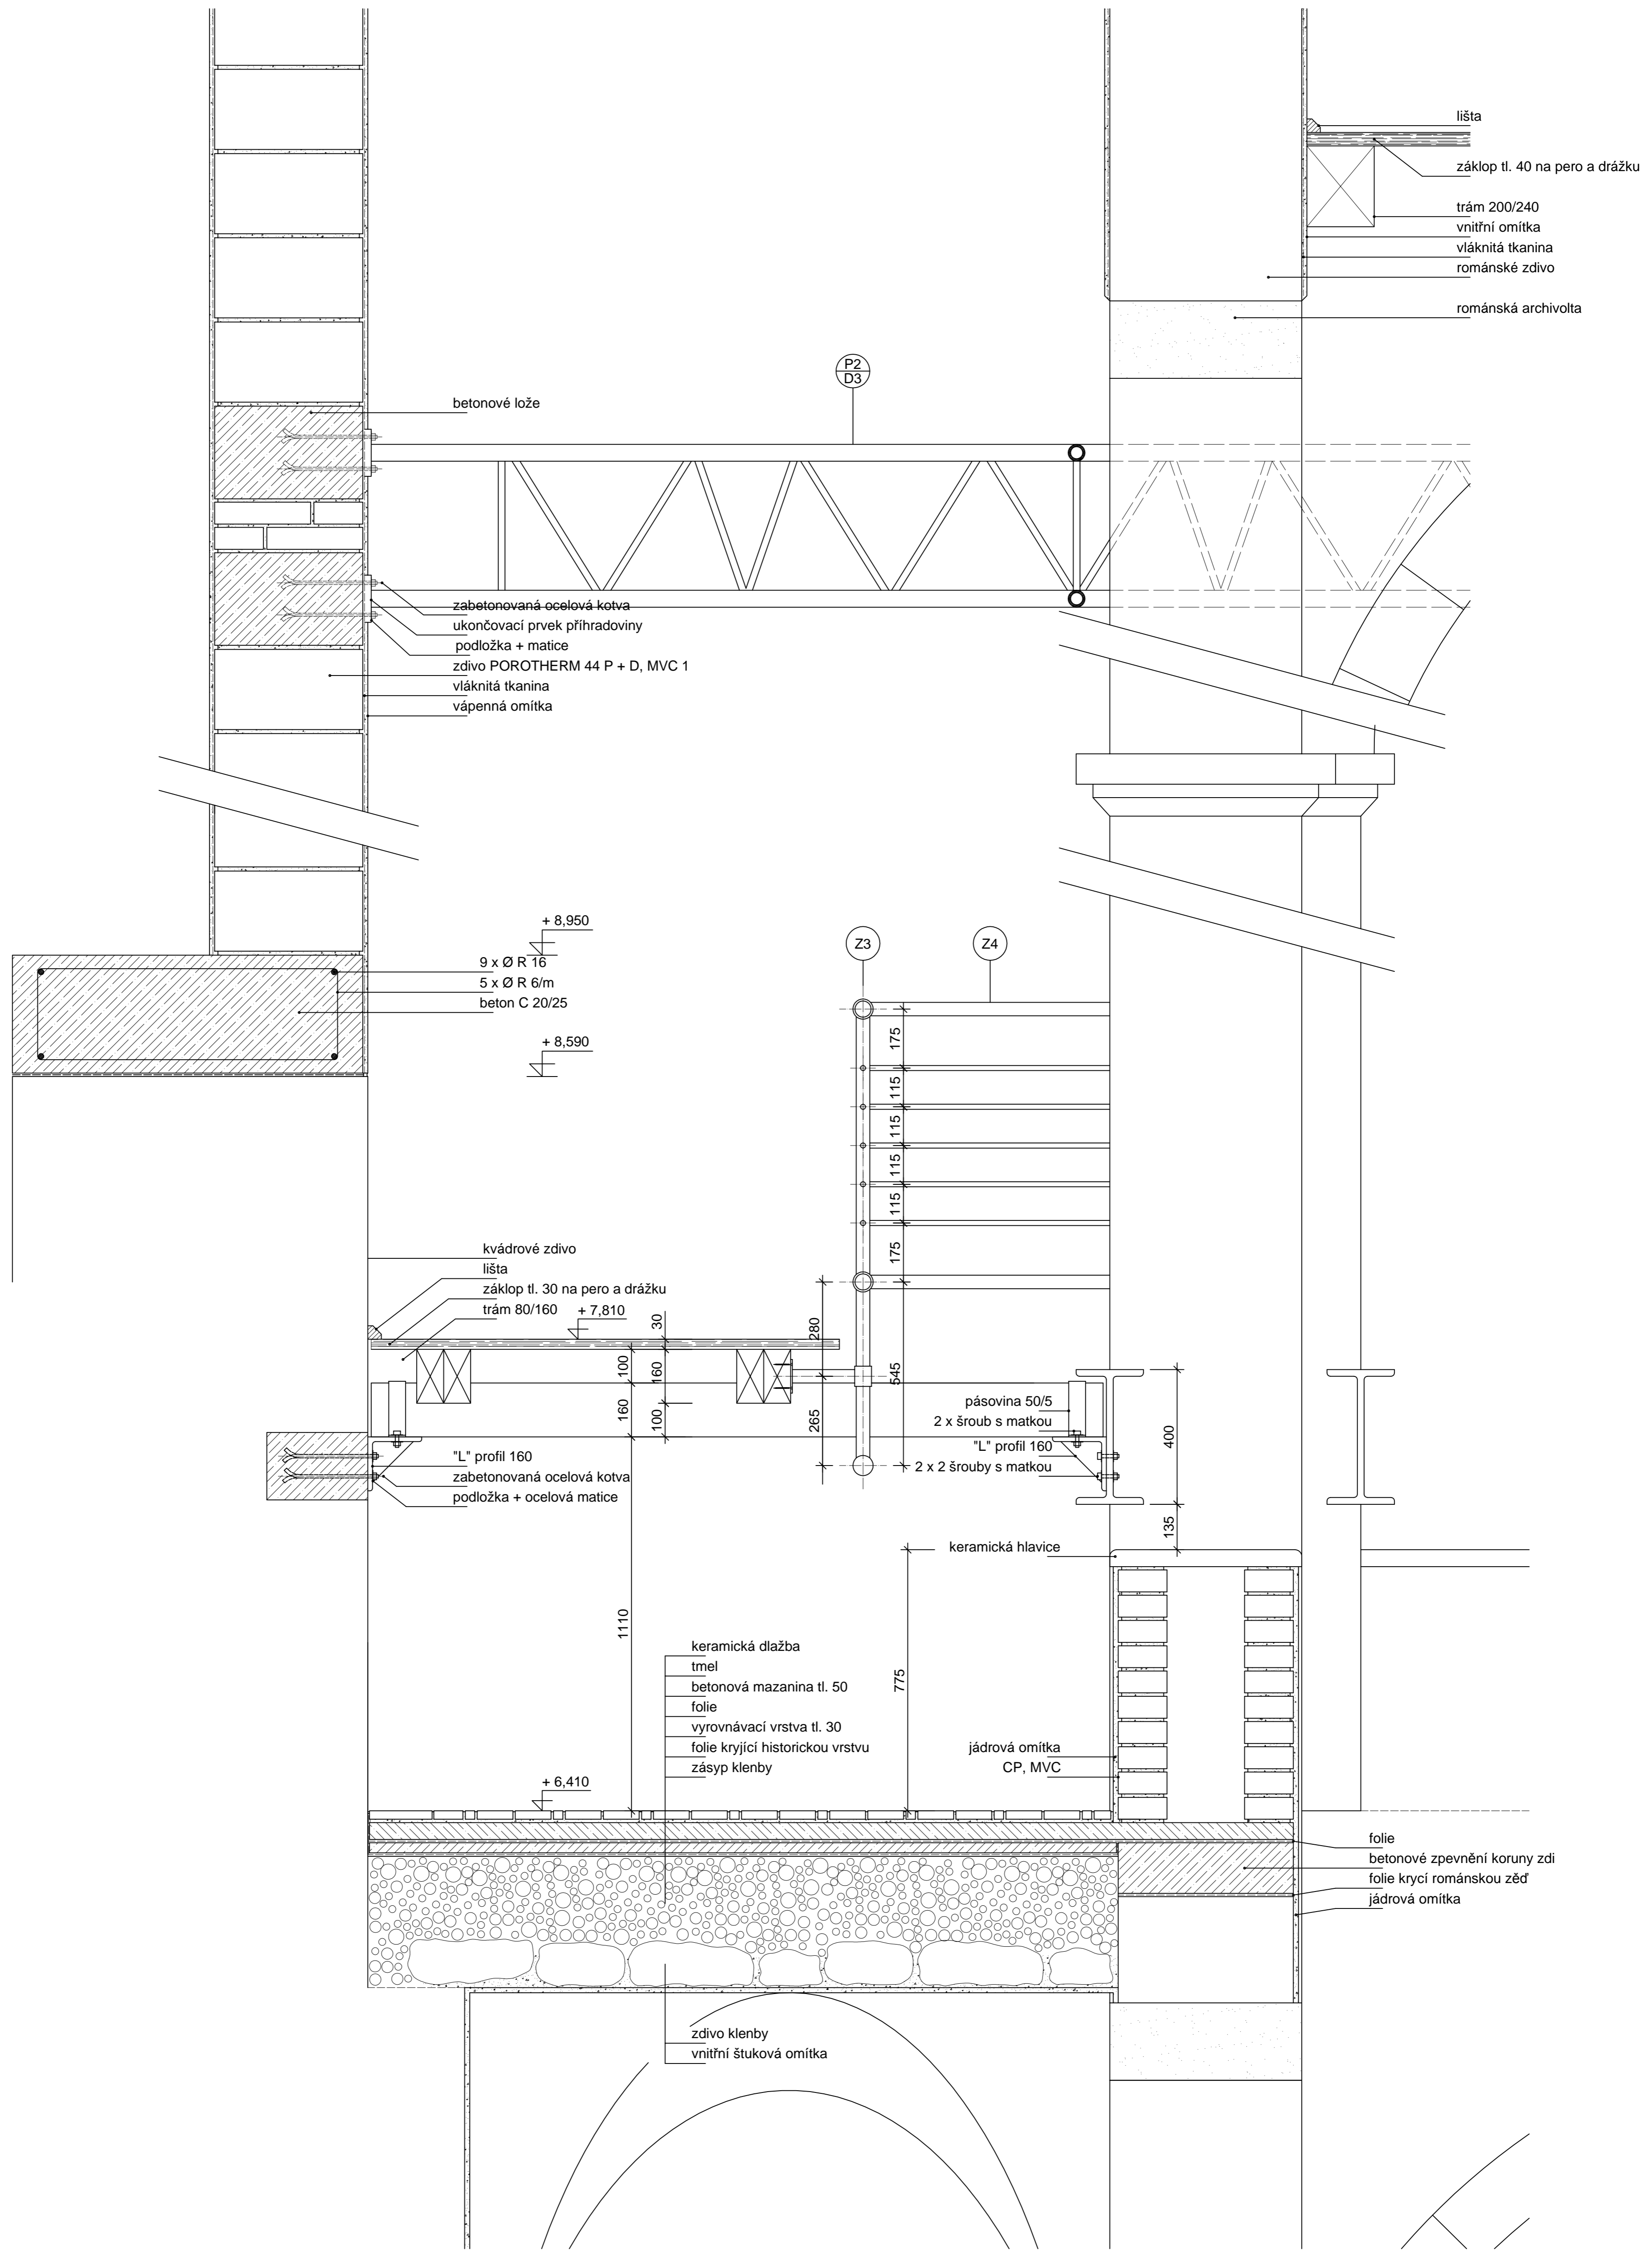 lišta
záklop tl. 40 na pero a drážku
trám 200/240
vnitřní omítka
vláknitá tkanina
románské zdivo
románská archivolta
P2
D3
betonové lože
zabetonovaná ocelová kotva
ukončovací prvek příhradoviny
podložka + matice
zdivo POROTHERM 44 P + D, MVC 1
vláknitá tkanina
vápenná omítka
+ 8,950
9 x Ø R 16
5 x Ø R 6/m
beton C 20/25
+ 8,590
Z3
Z4
175
115
115
115
115
175
545
280
265
kvádrové zdivo
lišta
záklop tl. 30 na pero a drážku
trám 80/160
+ 7,810
30
100
160
160
100
"L" profil 160
zabetonovaná ocelová kotva
podložka + ocelová matice
pásovina 50/5
2 x šroub s matkou
"L" profil 160
2 x 2 šrouby s matkou
400
135
keramická hlavice
1110
775
keramická dlažba
tmel
betonová mazanina tl. 50
folie
vyrovnávací vrstva tl. 30
folie kryjící historickou vrstvu
zásyp klenby
jádrová omítka
CP, MVC
+ 6,410
folie
betonové zpevnění koruny zdi
folie krycí románskou zěď
jádrová omítka
zdivo klenby
vnitřní štuková omítka